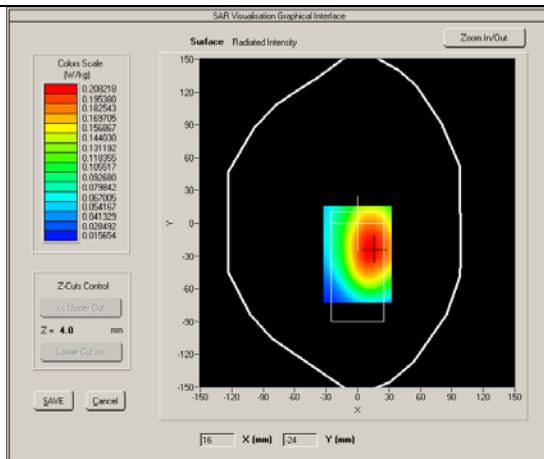 SAR Visualisation Graphical Interface
Surface Radiated Intensity
Zoom In/Out
Colors Scale
(W/kg)
0.208218
0.195380
0.182543
0.169705
0.156867
0.144030
0.131192
0.118355
0.105517
0.092680
0.079842
0.067005
0.054167
0.041329
0.028492
0.015654
Z-Cuts Control
<< Upper Cut
Z = 4.0 mm
Lower Cut >>
SAVE Cancel
150
120
90
60
30
0
-30
-60
-90
-120
-150
Y
-150 -120 -90 -60 -30 0 30 60 90 120 150
X
16 X (mm) -24 Y (mm)